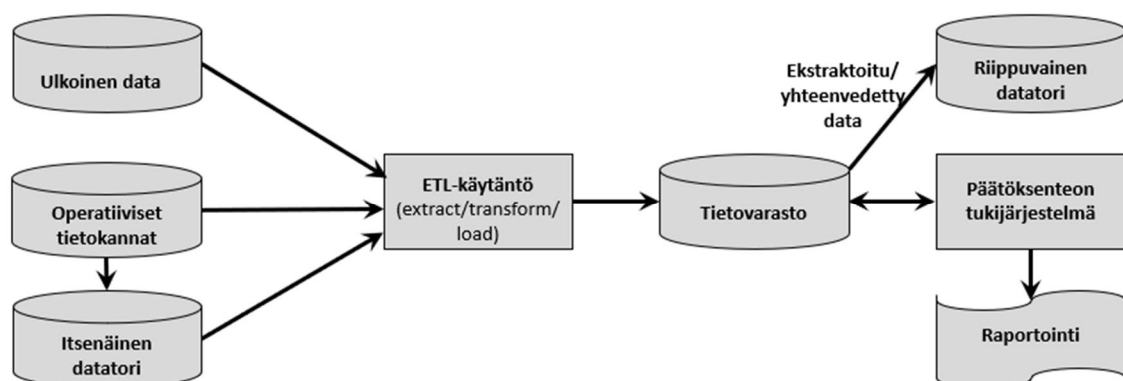 Ulkoinen data
Operatiiviset
tietokannat
Itsenäinen
datatori
ETL-käytäntö
(extract/transform/
load)
Tietovarasto
Ekstraktoitu/
yhteenvedetty
data
Riippuvainen
datatori
Päätöksenteon
tukijärjestelmä
Raportointi